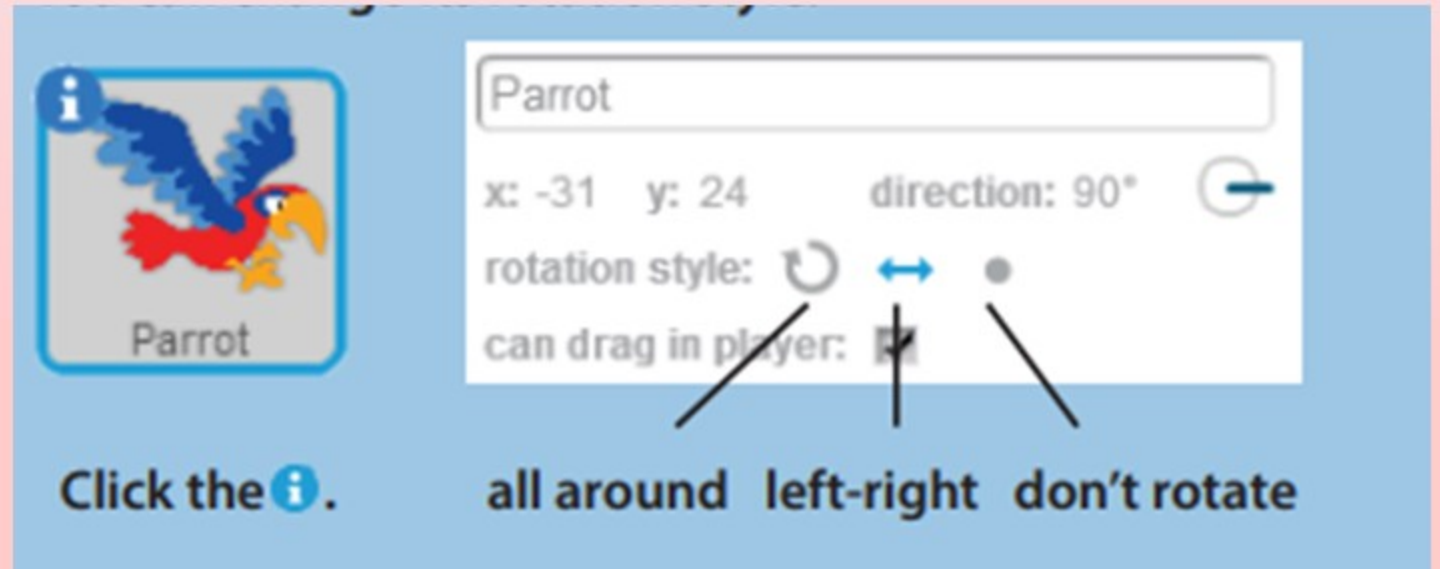 Parrot
x: -31 y: 24 direction: 90°
rotation style:
can drag in player:
Parrot
Click the i.
all around left-right don't rotate